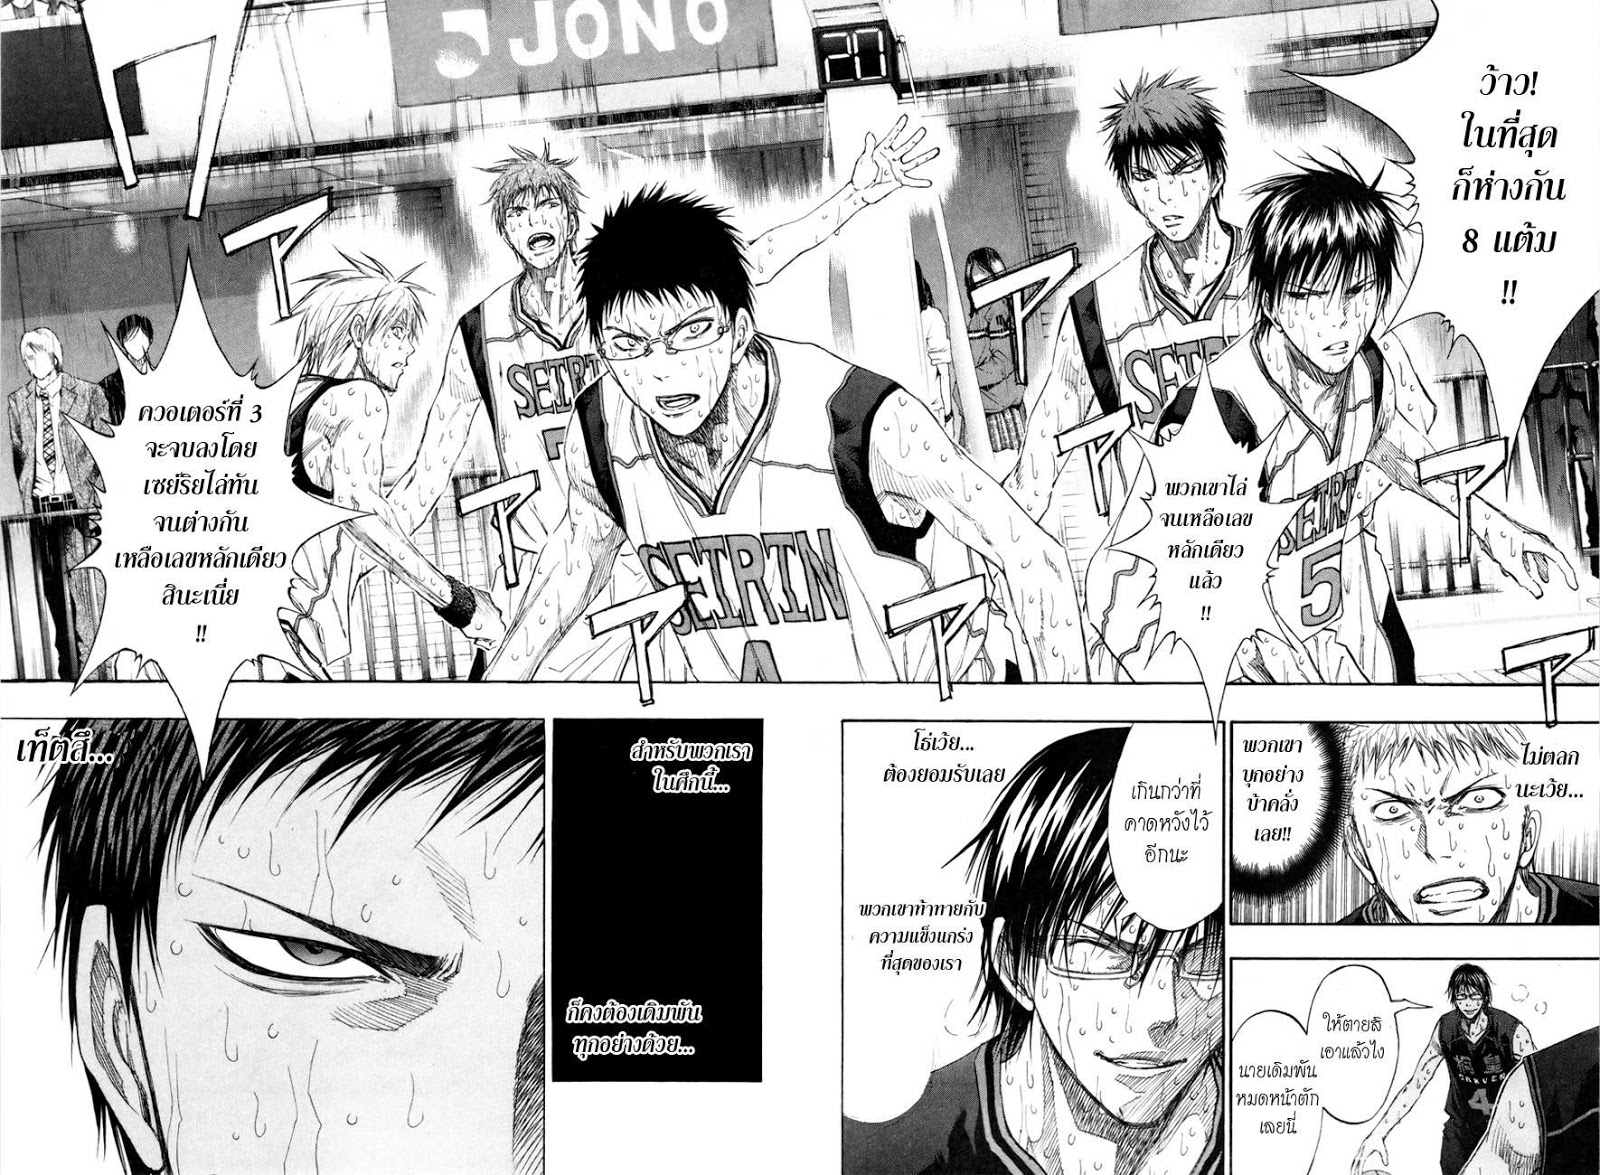 JONO
20
ว้าว!
ในที่สุด
ก็ห่างกัน
8 แต้ม
!!
พวกเขาไล่
จนเหลือเลข
หลักเดียว
แล้ว
!!
ควอเตอร์ที่ 3
จะจบลงโดย
เซย์ริยไล่ทัน
จนต่างกัน
เหลือเลขหลักเดียว
สินะเนี่ย
!!
SEIRIN
SEIRIN
4
SEIRIN
SEIRIN
5
ワ
ア
ア
ア
ア
ア
ア
ア
ア
ไม่ตลก
นะเว้ย...
พวกเขา
บุกอย่าง
บ้าคลั่ง
เลย!!
ให้ตายสิ
เอาแล้วไง
นายเดิมพัน
หมดหน้าตัก
เลยนี่
4
เกินกว่าที่
คาดหวังไว้
อีกนะ
โธ่เว้ย...
ต้องยอมรับเลย
พวกเขาท้าทายกับ
ความแข็งแกร่ง
ที่สุดของเรา
สำหรับพวกเรา
ในศึกนี้...
ก็คงต้องเดิมพัน
ทุกอย่างด้วย...
เท็ตสึ...